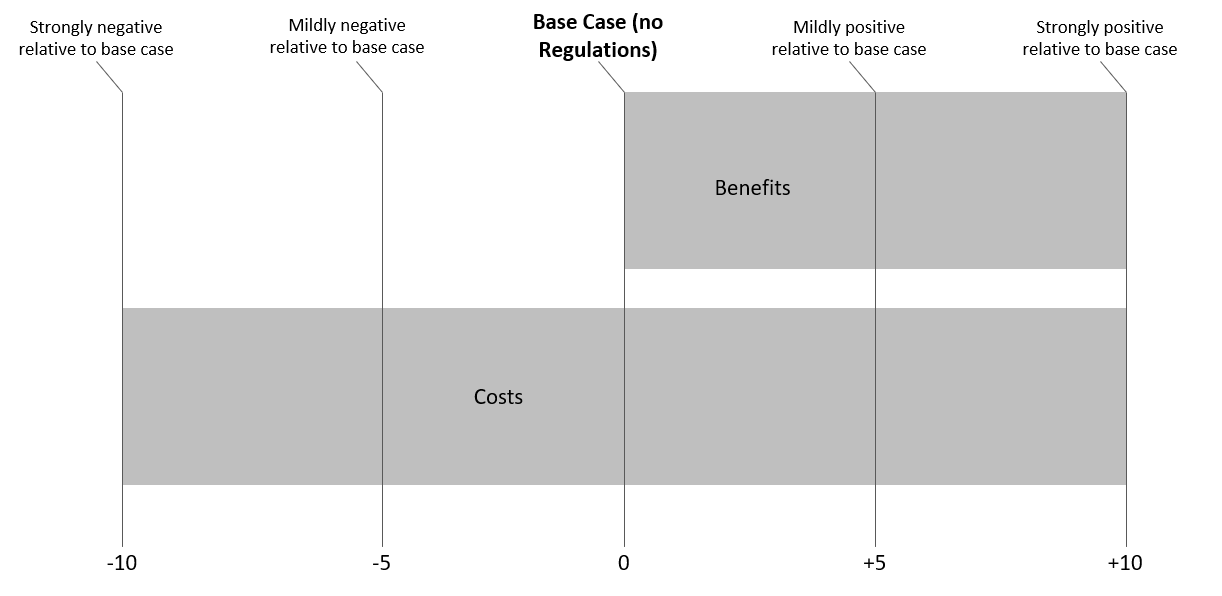 Strongly negative
relative to base case
Mildly negative
relative to base case
Base Case (no
Regulations)
Mildly positive
relative to base case
Strongly positive
relative to base case
Benefits
Costs
-10
-5
0
+5
+10